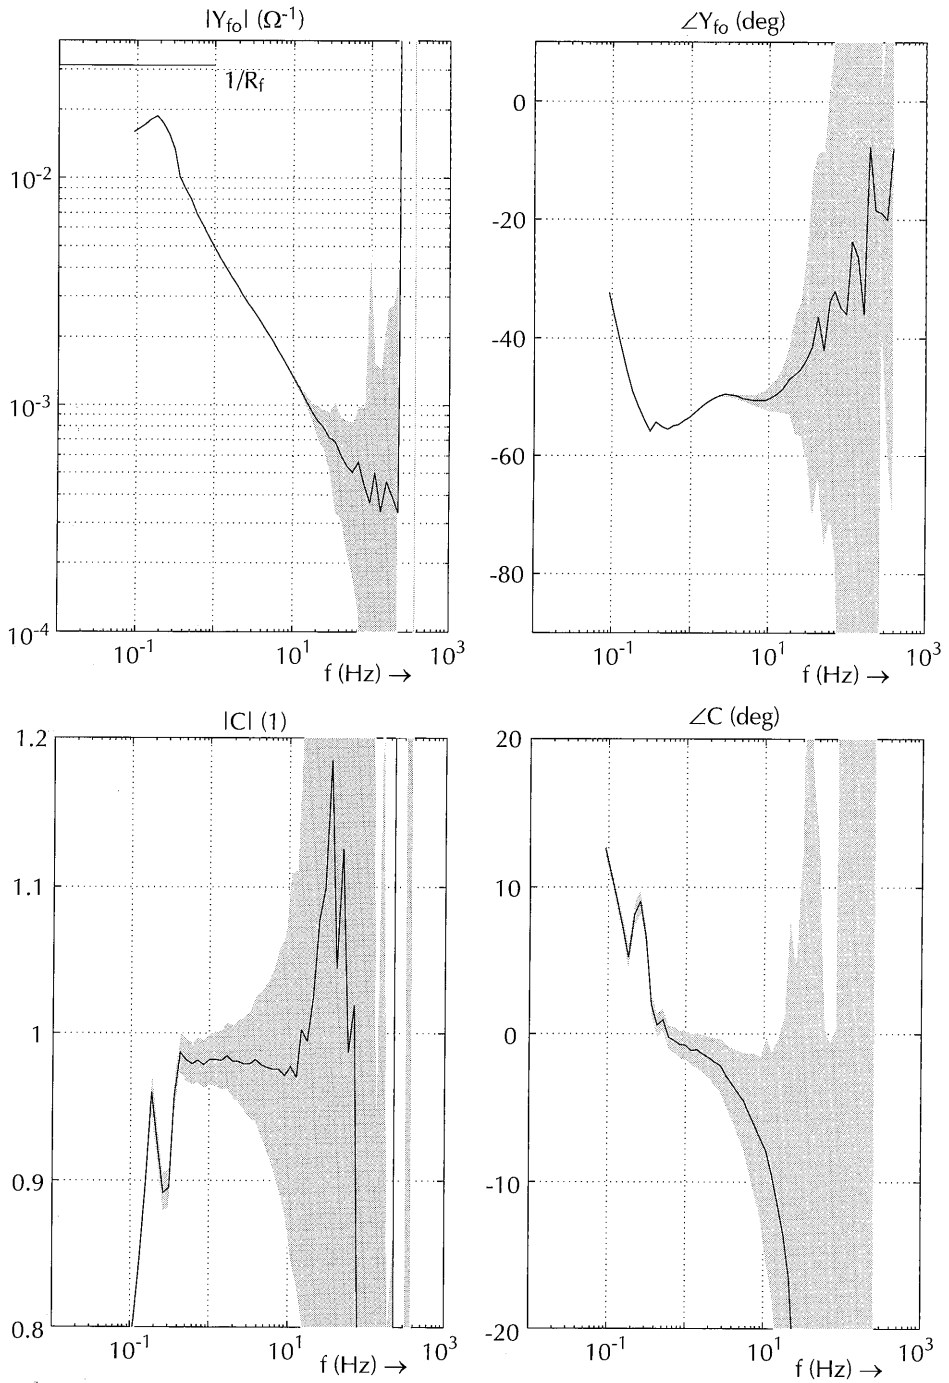 |Y_fo| (Ω⁻¹)
1/R_f
10⁻²
10⁻³
10⁻⁴
10⁻¹ 10¹ 10³
f (Hz) →
∠Y_fo (deg)
0
-20
-40
-60
-80
10⁻¹ 10¹ 10³
f (Hz) →
|C| (1)
1.2
1.1
1
0.9
0.8
10⁻¹ 10¹ 10³
f (Hz) →
∠C (deg)
20
10
0
-10
-20
10⁻¹ 10¹ 10³
f (Hz) →